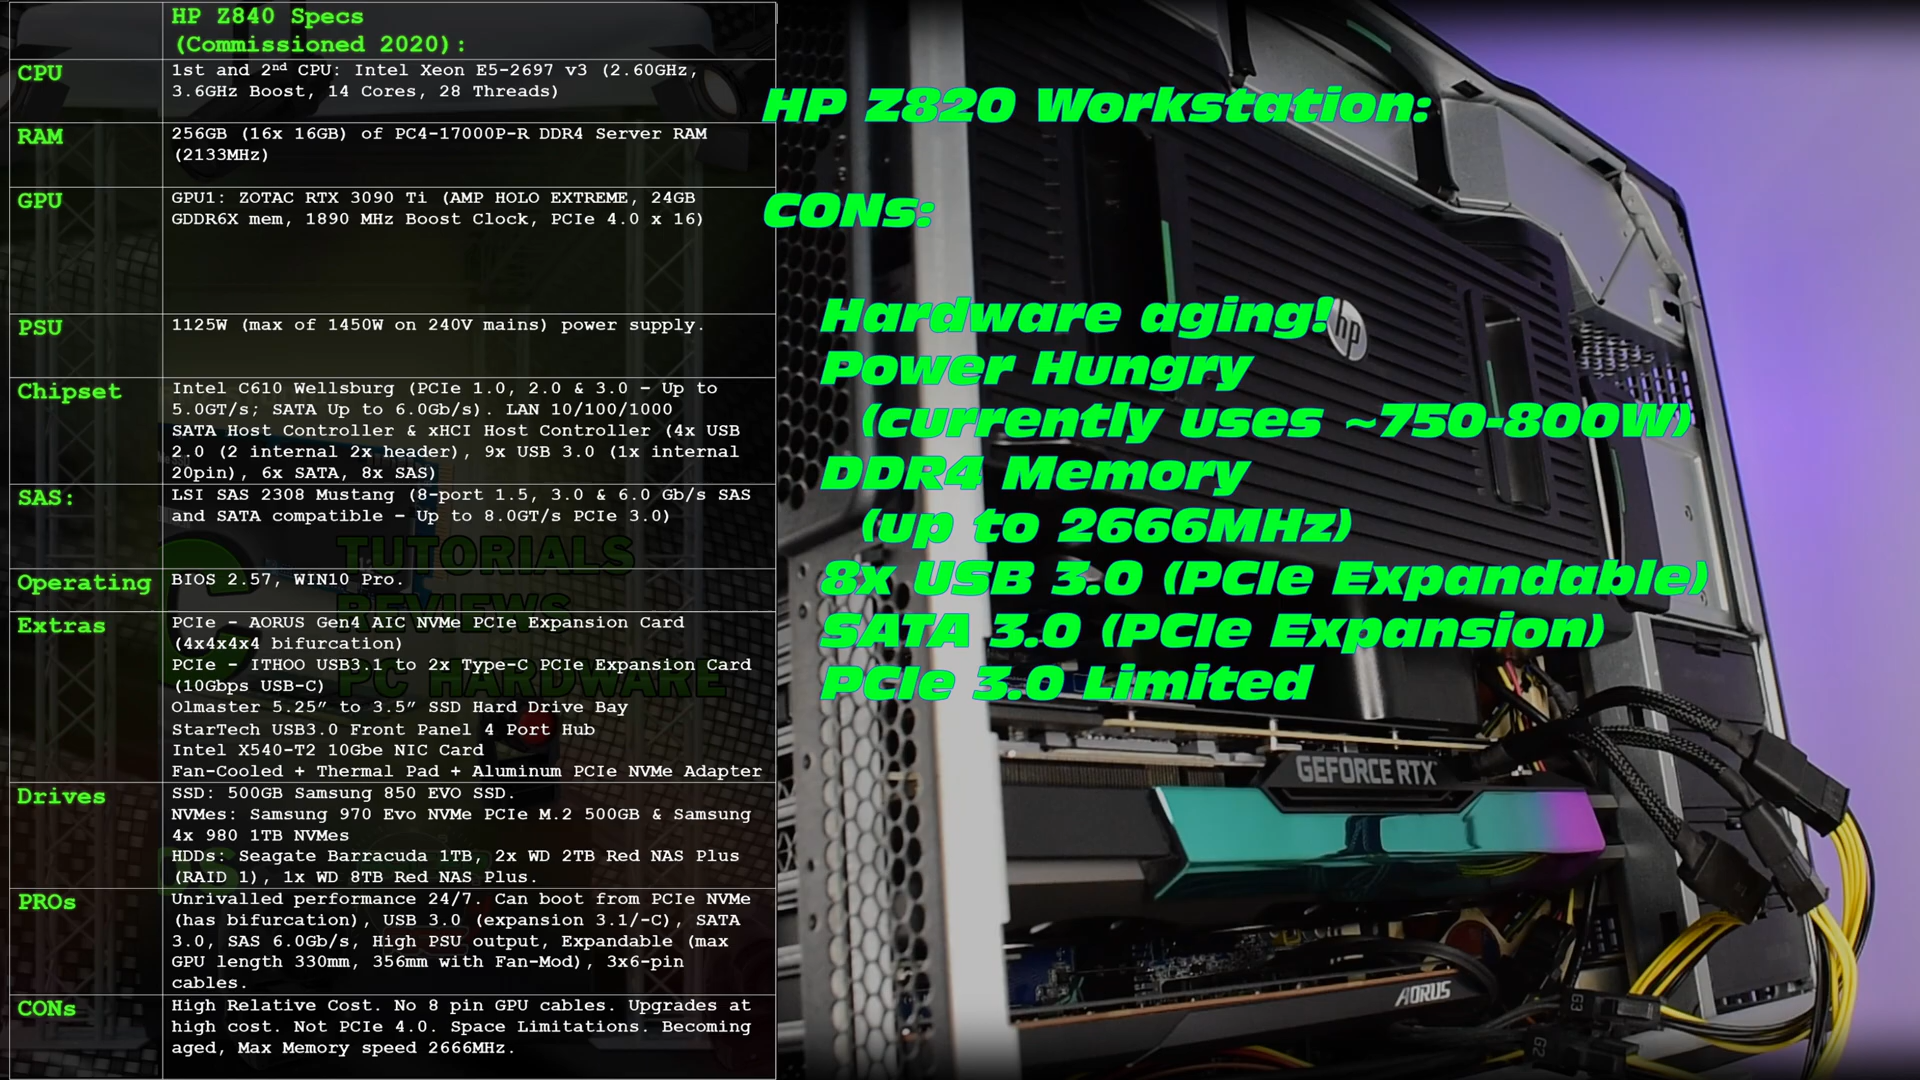 HP Z840 Specs
(Commissioned 2020):
CPU
1st and 2nd CPU: Intel Xeon E5-2697 v3 (2.60GHz,
3.6GHz Boost, 14 Cores, 28 Threads)
RAM
256GB (16x 16GB) of PC4-17000P-R DDR4 Server RAM
(2133MHz)
GPU
GPU1: ZOTAC RTX 3090 Ti (AMP HOLO EXTREME, 24GB
GDDR6X mem, 1890 MHz Boost Clock, PCIe 4.0 x 16)
PSU
1125W (max of 1450W on 240V mains) power supply.
Chipset
Intel C610 Wellsburg (PCIe 1.0, 2.0 & 3.0 – Up to
5.0GT/s; SATA Up to 6.0Gb/s). LAN 10/100/1000
SATA Host Controller & xHCI Host Controller (4x USB
2.0 (2 internal 2x header), 9x USB 3.0 (1x internal
20pin), 6x SATA, 8x SAS)
SAS:
LSI SAS 2308 Mustang (8-port 1.5, 3.0 & 6.0 Gb/s SAS
and SATA compatible – Up to 8.0GT/s PCIe 3.0)
Operating
BIOS 2.57, WIN10 Pro.
Extras
PCIe - AORUS Gen4 AIC NVMe PCIe Expansion Card
(4x4x4x4 bifurcation)
PCIe - ITHOO USB3.1 to 2x Type-C PCIe Expansion Card
(10Gbps USB-C)
Olmaster 5.25” to 3.5” SSD Hard Drive Bay
StarTech USB3.0 Front Panel 4 Port Hub
Intel X540-T2 10Gbe NIC Card
Fan-Cooled + Thermal Pad + Aluminum PCIe NVMe Adapter
Drives
SSD: 500GB Samsung 850 EVO SSD.
NVMes: Samsung 970 Evo NVMe PCIe M.2 500GB & Samsung
4x 980 1TB NVMes
HDDs: Seagate Barracuda 1TB, 2x WD 2TB Red NAS Plus
(RAID 1), 1x WD 8TB Red NAS Plus.
PROs
Unrivalled performance 24/7. Can boot from PCIe NVMe
(has bifurcation), USB 3.0 (expansion 3.1/-C), SATA
3.0, SAS 6.0Gb/s, High PSU output, Expandable (max
GPU length 330mm, 356mm with Fan-Mod), 3x6-pin
cables.
CONs
High Relative Cost. No 8 pin GPU cables. Upgrades at
high cost. Not PCIe 4.0. Space Limitations. Becoming
aged, Max Memory speed 2666MHz.
TUTORIALS
REVIEWS
PC HARDWARE
HP Z820 Workstation:
CONs:
Hardware aging!
Power Hungry
(currently uses ~750-800W)
DDR4 Memory
(up to 2666MHz)
8x USB 3.0 (PCIe Expandable)
SATA 3.0 (PCIe Expansion)
PCIe 3.0 Limited
hp
GEFORCE RTX
AORUS
G3
G2